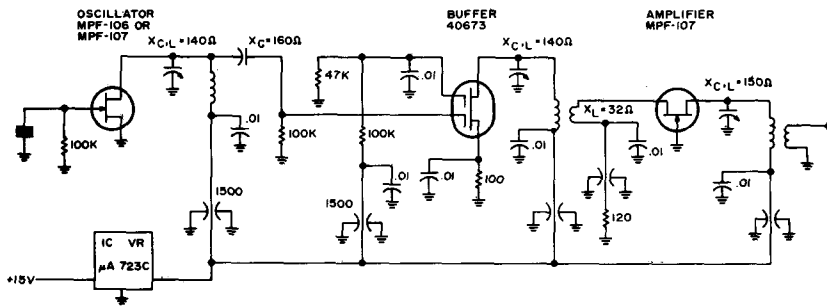 OSCILLATOR
MPF-106 OR
MPF-107
BUFFER
40673
AMPLIFIER
MPF-107
XC,L=140Ω
XC=160Ω
XC,L=140Ω
XC,L=150Ω
47K
.01
XL=32Ω
100K
.01
100K
100K
.01
.01
.01
100
.01
.01
.01
1500
1500
120
IC VR
μA 723C
+15V